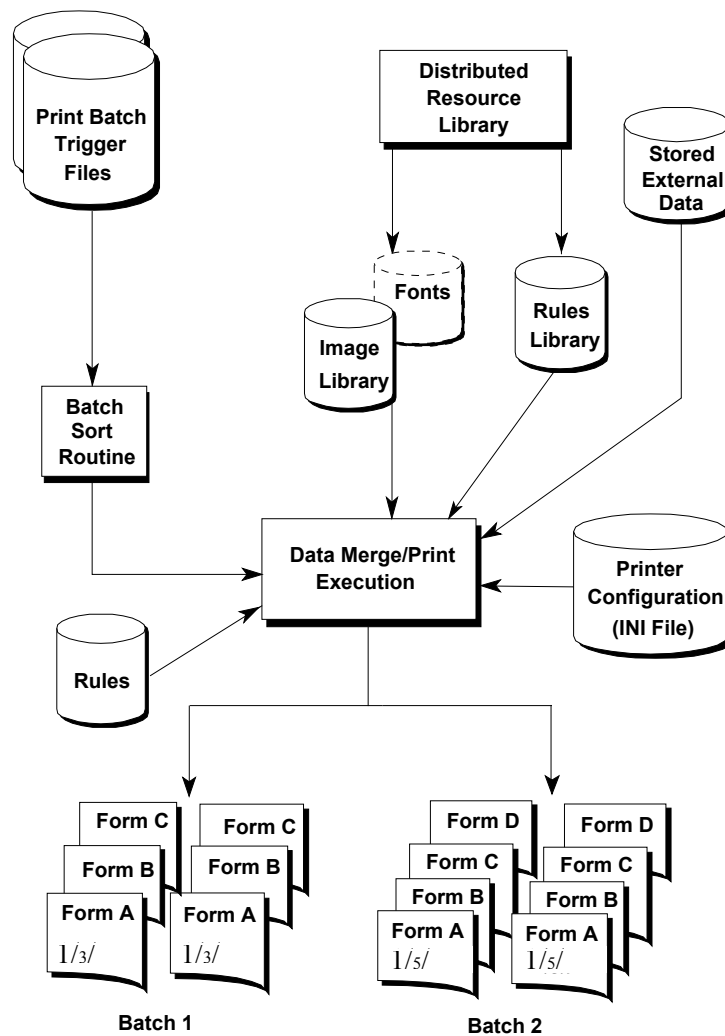 Print Batch
Trigger
Files
Distributed
Resource
Library
Stored
External
Data
Fonts
Image
Library
Rules
Library
Batch
Sort
Routine
Data Merge/Print
Execution
Printer
Configuration
(INI File)
Rules
Form C
Form B
Form A
1/3/
Form C
Form B
Form A
1/3/
Form D
Form C
Form B
Form A
1/5/
Form D
Form C
Form B
Form A
1/5/
Batch 1
Batch 2